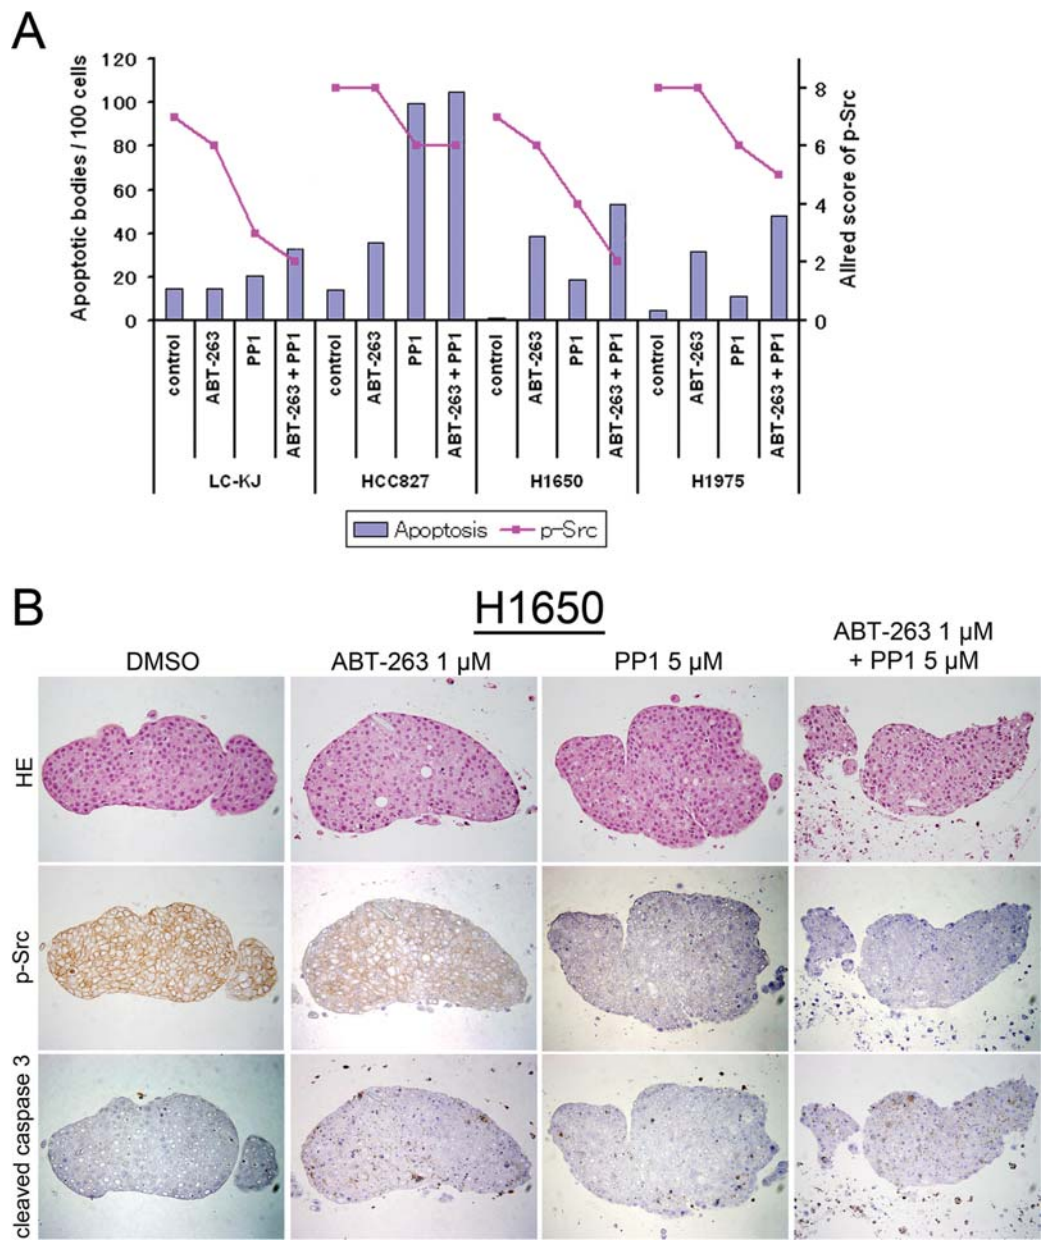 A
120
100
80
60
40
20
0
Apoptotic bodies / 100 cells
8
6
4
2
0
Allred score of p-Src
control
ABT-263
PP1
ABT-263 + PP1
control
ABT-263
PP1
ABT-263 + PP1
control
ABT-263
PP1
ABT-263 + PP1
control
ABT-263
PP1
ABT-263 + PP1
LC-KJ
HCC827
H1650
H1975
Apoptosis
p-Src
B
H1650
DMSO
ABT-263 1 μM
PP1 5 μM
ABT-263 1 μM
+ PP1 5 μM
HE
p-Src
cleaved caspase 3